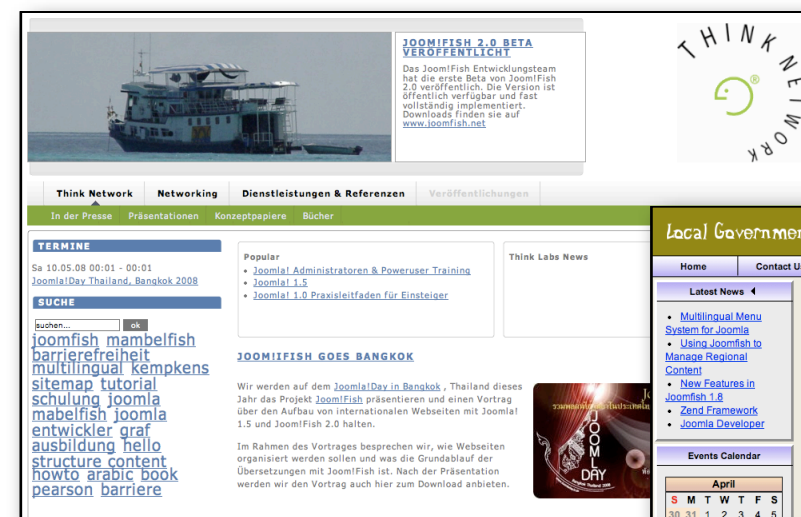 JOOM!FISH 2.0 BETA
VERÖFFENTLICHT
Das Joom!Fish Entwicklungsteam
hat die erste Beta von Joom!Fish
2.0 veröffentlich. Die Version ist
öffentlich verfügbar und fast
vollständig implementiert.
Downloads finden sie auf
www.joomfish.net
THINK NETWORK
®
Think Network Networking Dienstleistungen & Referenzen Veröffentlichungen
In der Presse Präsentationen Konzeptpapiere Bücher
TERMINE
Sa 10.05.08 00:01 - 00:01
Joomla!Day Thailand, Bangkok 2008
SUCHE
suchen... ok
joomfish mambelfish
barrierefreiheit
multilingual kempkens
sitemap tutorial
schulung joomla
mabelfish joomla
entwickler graf
ausbildung hello
structure content
howto arabic book
pearson barriere
Popular
Joomla! Administratoren & Poweruser Training
Joomla! 1.5
Joomla! 1.0 Praxisleitfaden für Einsteiger
Think Labs News
JOOM!IFISH GOES BANGKOK
Wir werden auf dem Joomla!Day in Bangkok , Thailand dieses
Jahr das Projekt Joom!Fish präsentieren und einen Vortrag
über den Aufbau von internationalen Webseiten mit Joomla!
1.5 und Joom!Fish 2.0 halten.
Im Rahmen des Vortrages besprechen wir, wie Webseiten
organisiert werden sollen und was die Grundablauf der
Übersetzungen mit Joom!Fish ist. Nach der Präsentation
werden wir den Vortrag auch hier zum Download anbieten.
JOOMLA
DAY
Bangkok Thailand 2008
Local Governmen
Home Contact U
Latest News
Multilingual Menu
System for Joomla
Using Joomfish to
Manage Regional
Content
New Features in
Joomfish 1.8
Zend Framework
Joomla Developer
Events Calendar
April
S M T W T F S
30 31 1 2 3 4 5